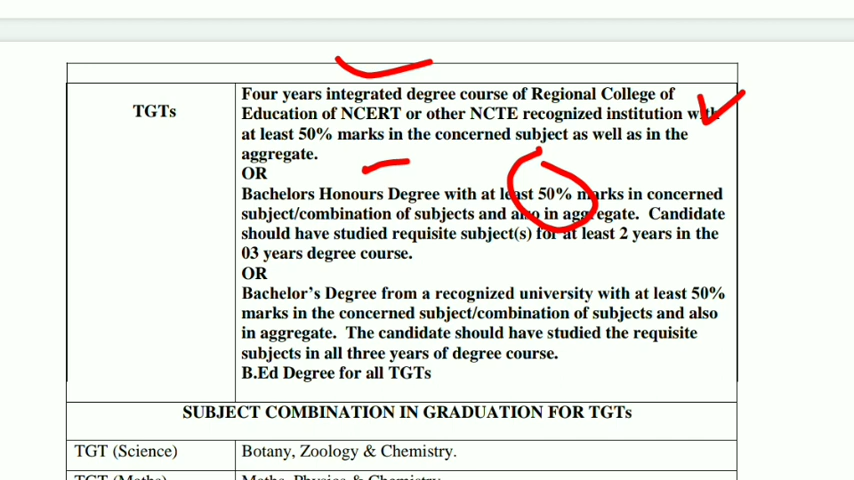 TGTs
Four years integrated degree course of Regional College of
Education of NCERT or other NCTE recognized institution with
at least 50% marks in the concerned subject as well as in the
aggregate.
OR
Bachelors Honours Degree with at least 50% marks in concerned
subject/combination of subjects and also in aggregate. Candidate
should have studied requisite subject(s) for at least 2 years in the
03 years degree course.
OR
Bachelor's Degree from a recognized university with at least 50%
marks in the concerned subject/combination of subjects and also
in aggregate. The candidate should have studied the requisite
subjects in all three years of degree course.
B.Ed Degree for all TGTs
SUBJECT COMBINATION IN GRADUATION FOR TGTs
TGT (Science) Botany, Zoology & Chemistry.
TGT (Maths) Maths, Physics & Chemistry